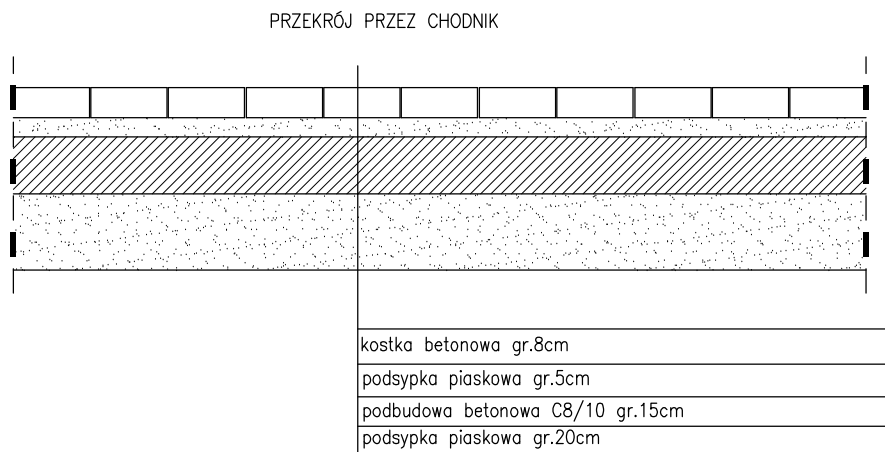 PRZEKRÓJ PRZEZ CHODNIK
kostka betonowa gr.8cm
podsypka piaskowa gr.5cm
podbudowa betonowa C8/10 gr.15cm
podsypka piaskowa gr.20cm